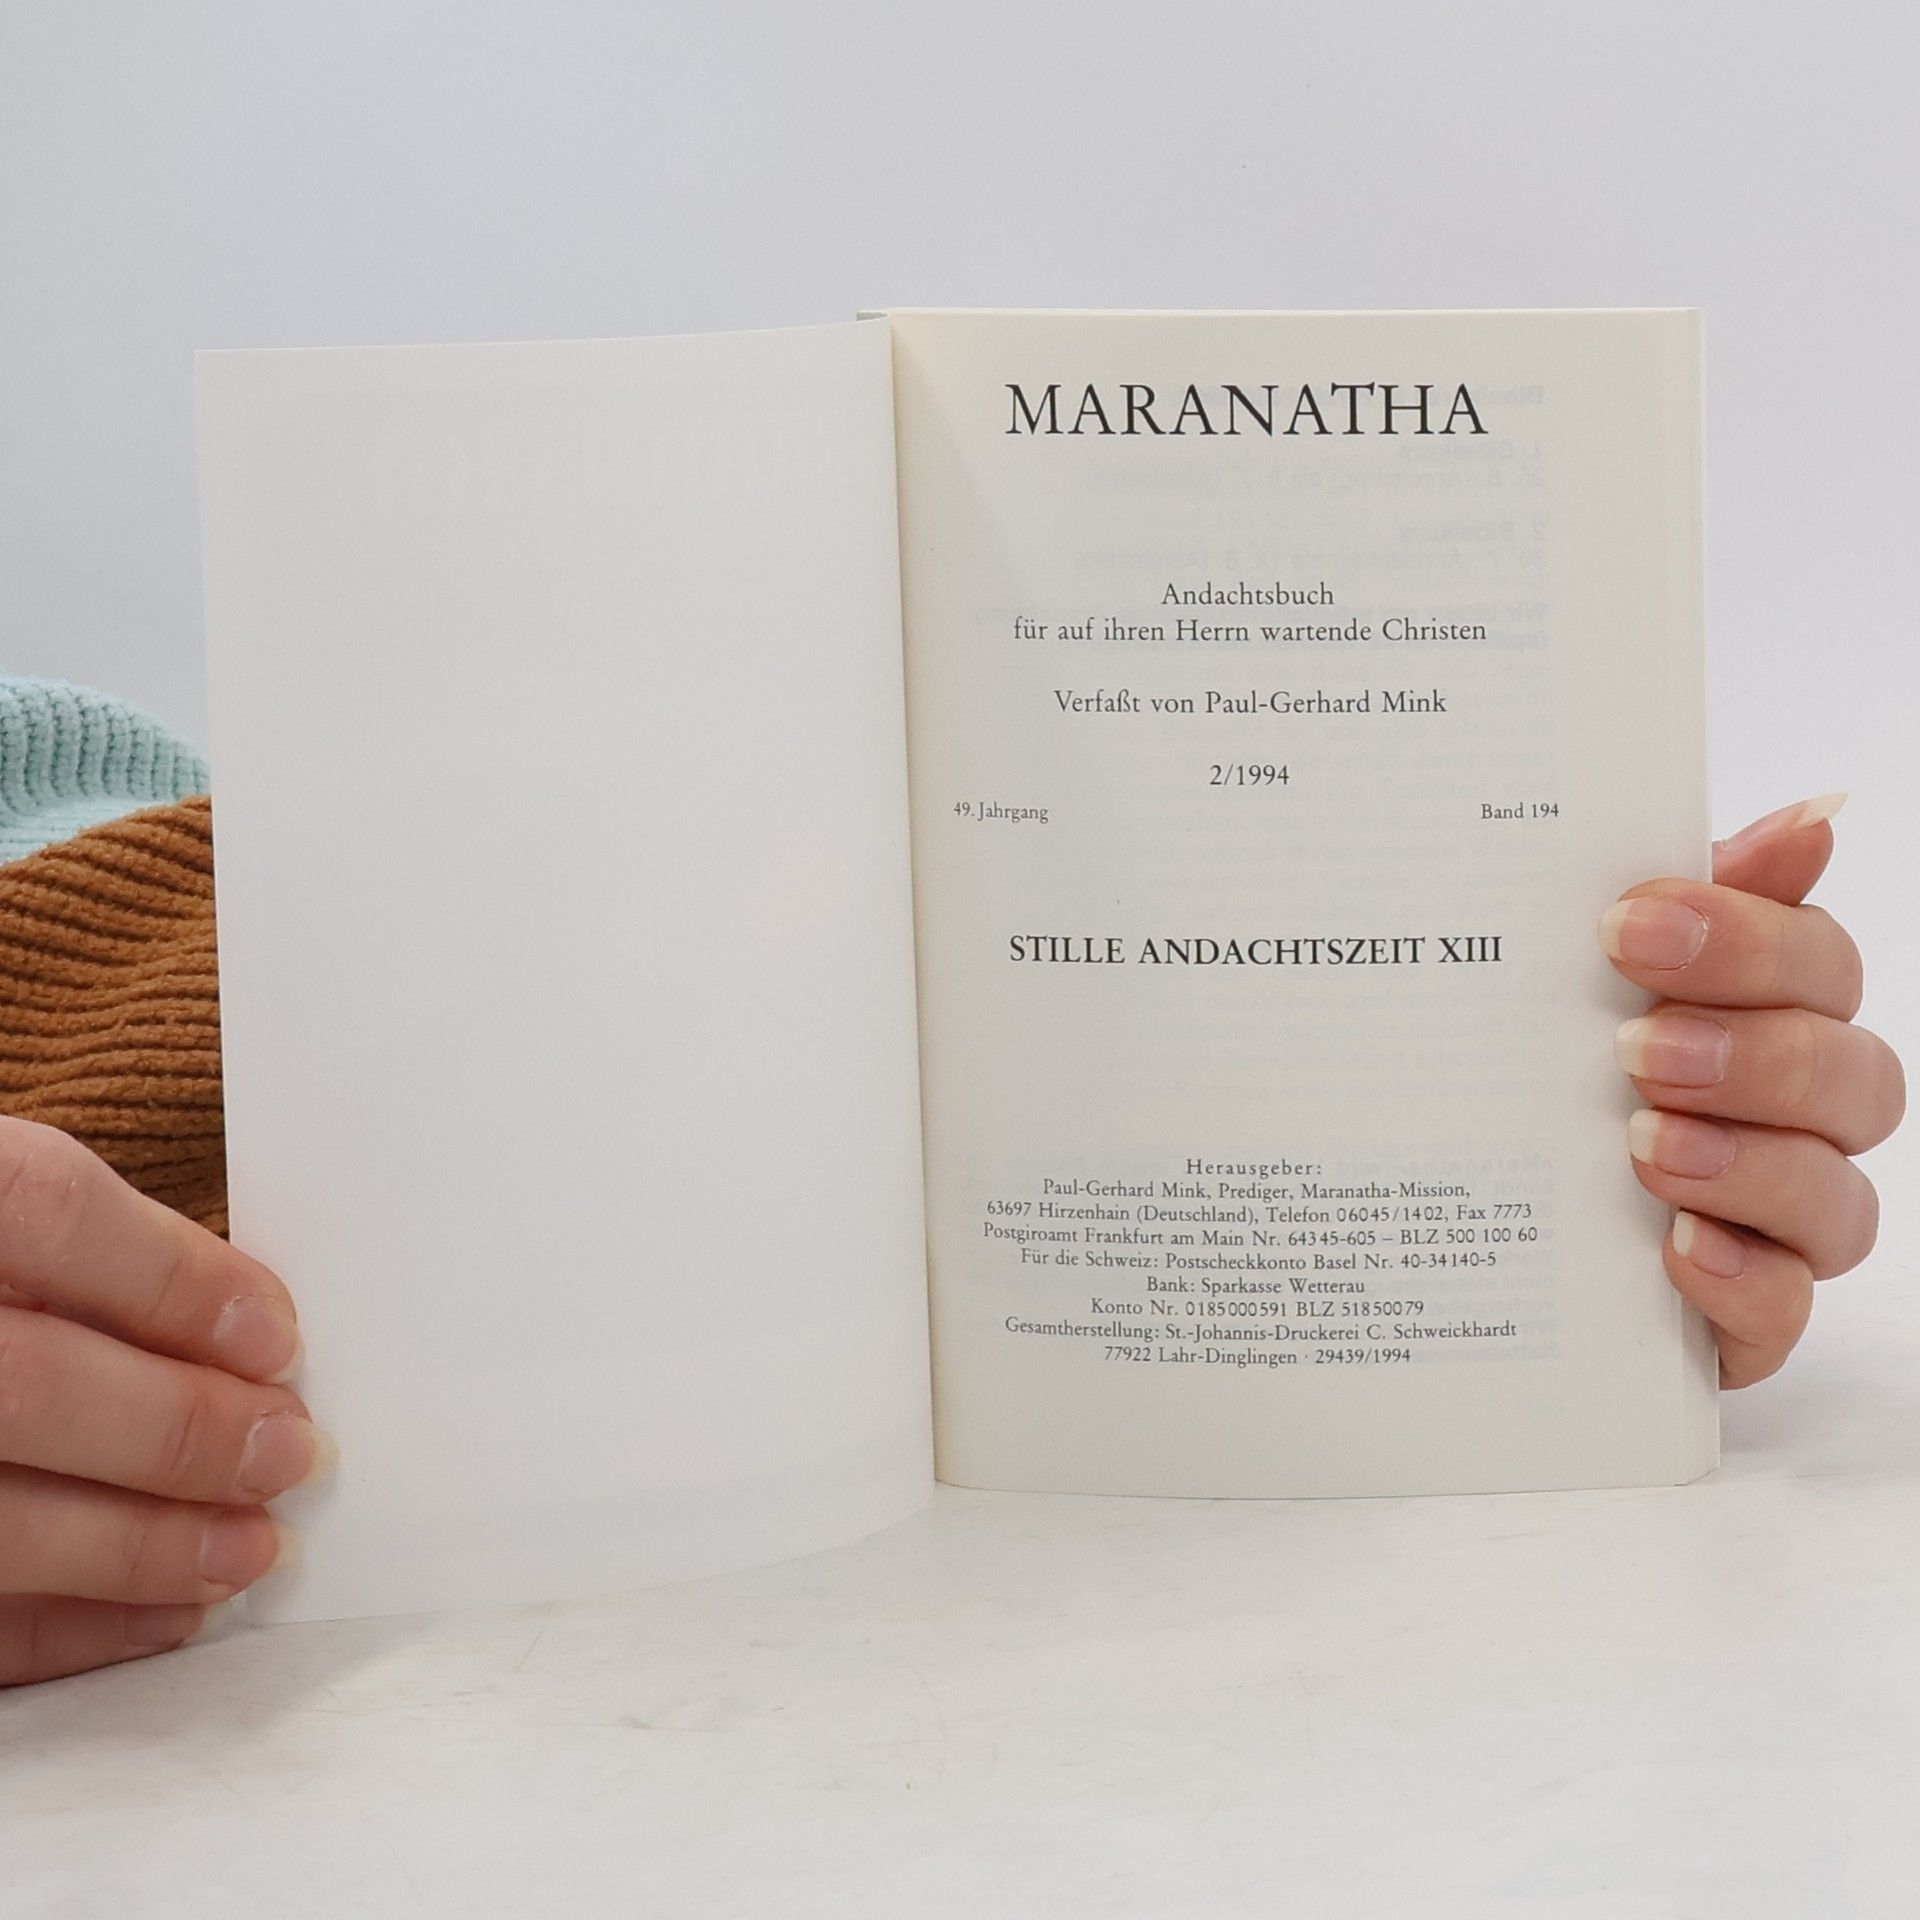 MARANATHA
Andachtsbuch
für auf ihren Herrn wartende Christen
Verfaßt von Paul-Gerhard Mink
2/1994
49. Jahrgang Band 194
STILLE ANDACHTSZEIT XIII
Herausgeber:
Paul-Gerhard Mink, Prediger, Maranatha-Mission,
63697 Hirzenhain (Deutschland), Telefon 06045/1402, Fax 7773
Postgiroamt Frankfurt am Main Nr. 64345-605 – BLZ 500 100 60
Für die Schweiz: Postscheckkonto Basel Nr. 40-34140-5
Bank: Sparkasse Wetterau
Konto Nr. 0185000591 BLZ 51850079
Gesamtherstellung: St.-Johannis-Druckerei C. Schweickhardt
77922 Lahr-Dinglingen · 29439/1994